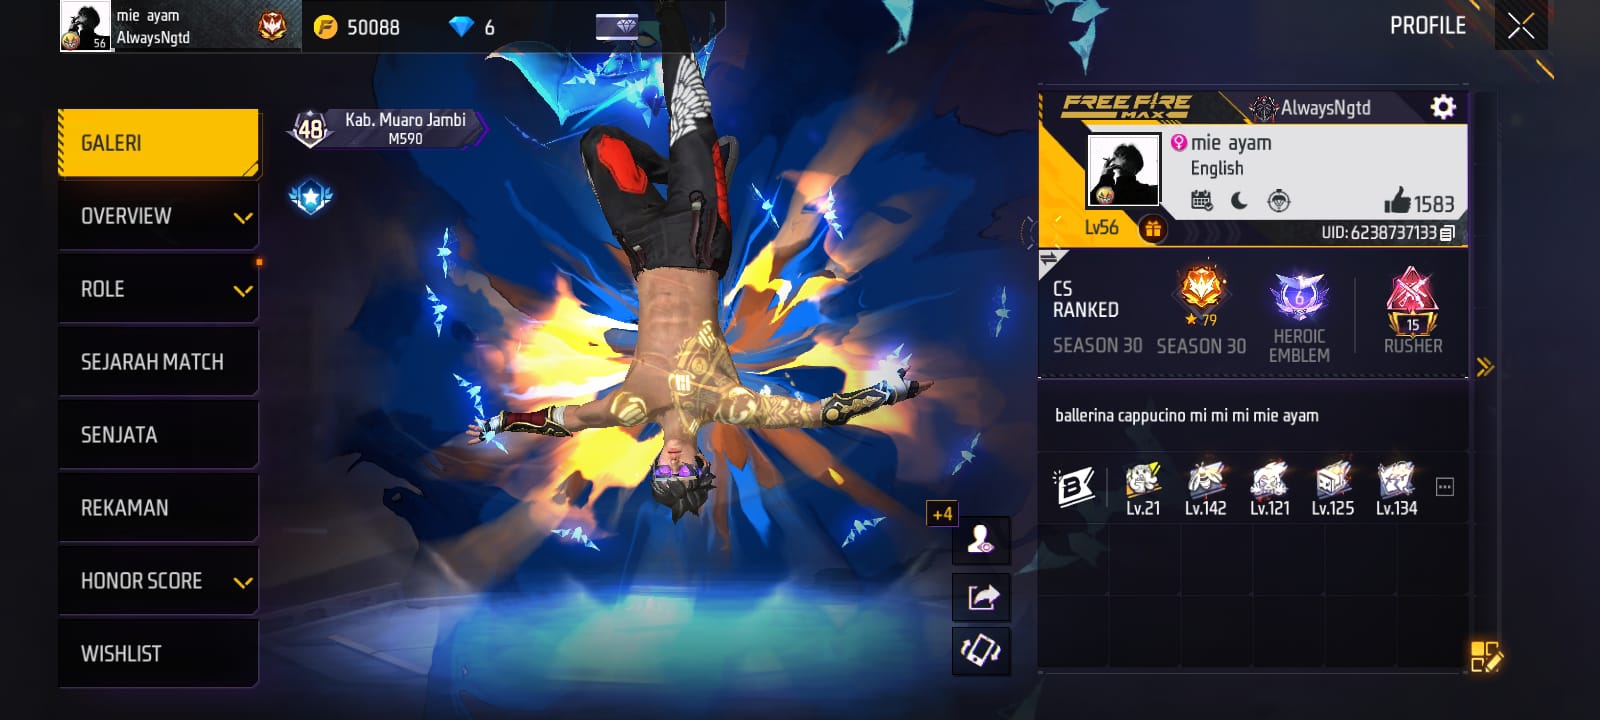 mie ayam
AlwaysNgtd
56
50088
6
PROFILE
GALERI
OVERVIEW
ROLE
SEJARAH MATCH
SENJATA
REKAMAN
HONOR SCORE
WISHLIST
48
Kab. Muaro Jambi
M590
+4
FREE FIRE
MAX
AlwaysNgtd
mie ayam
English
1583
Lv56
UID: 6238737133
CS
RANKED
SEASON 30
79
SEASON 30
6
HEROIC
EMBLEM
15
RUSHER
ballerina cappucino mi mi mi mie ayam
B
Lv.21
Lv.142
Lv.121
Lv.125
Lv.134